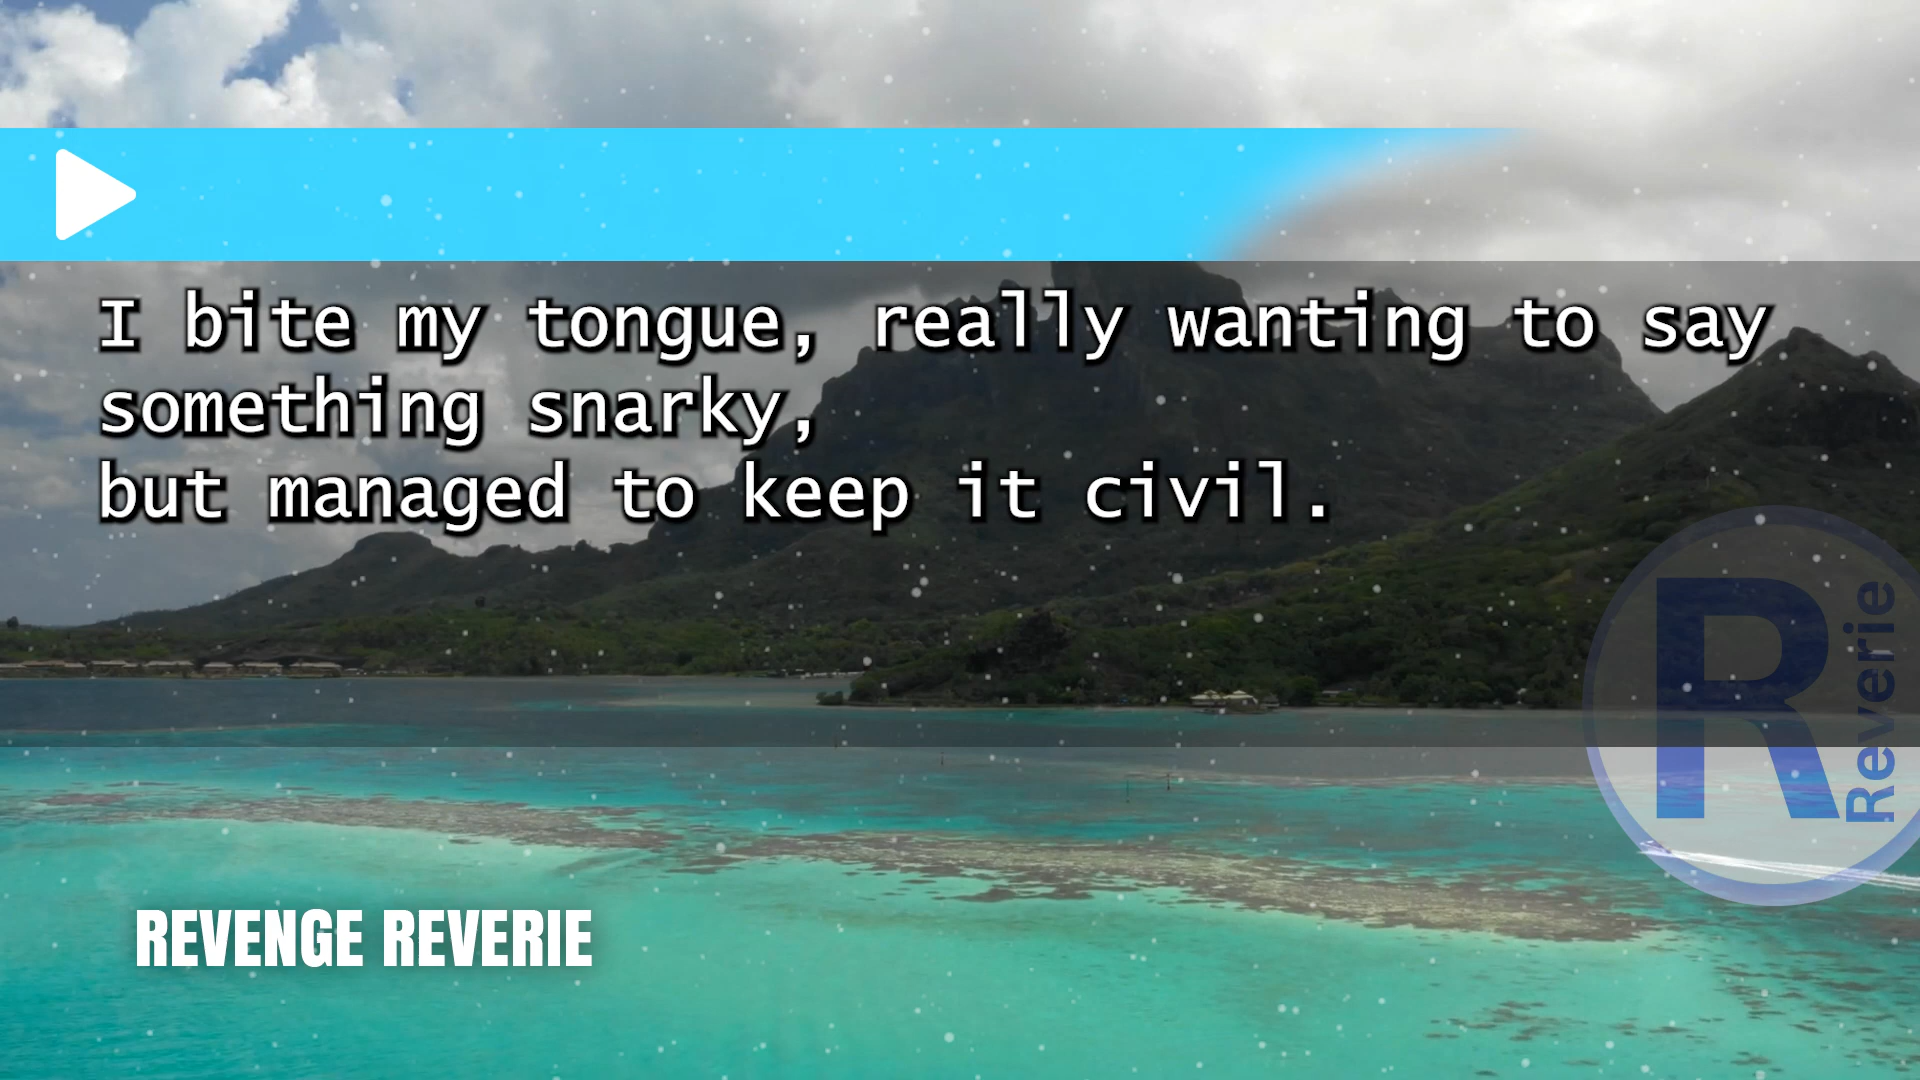 I bite my tongue, really wanting to say
something snarky,
but managed to keep it civil.
R
Reverie
REVENGE REVERIE